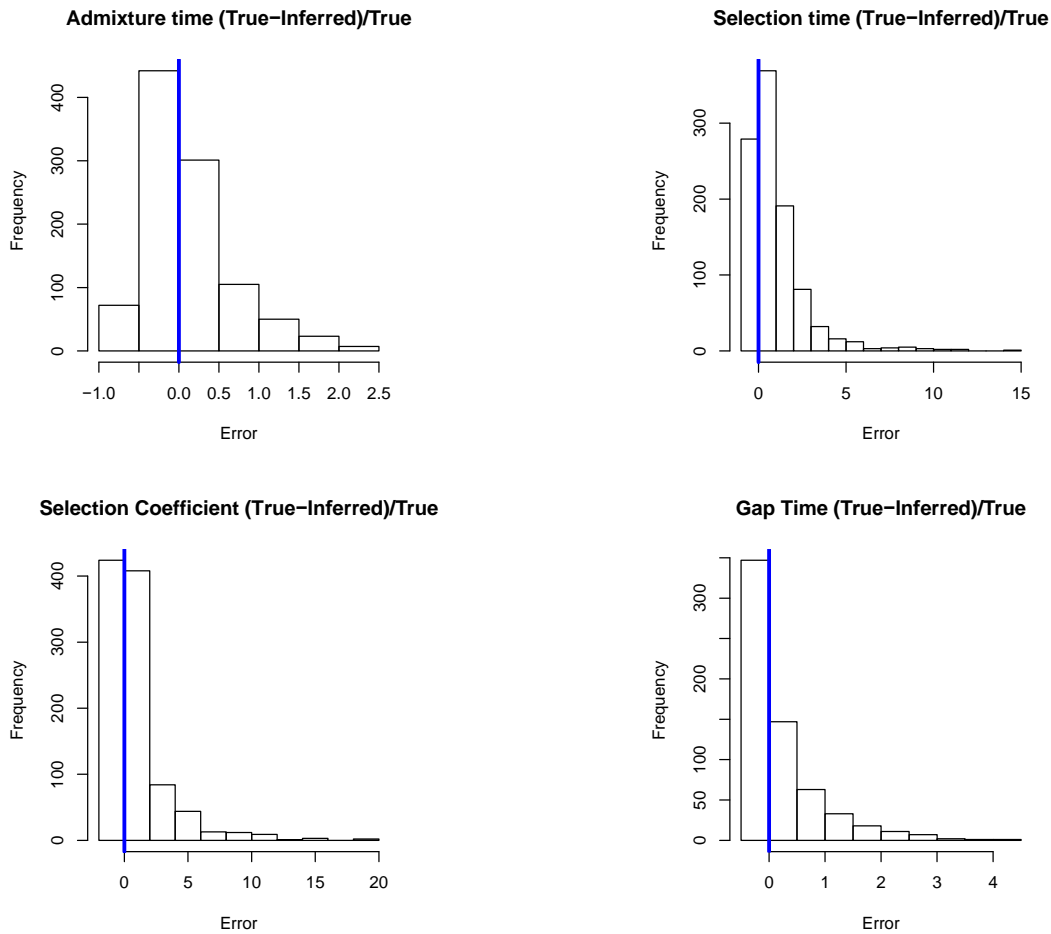 Admixture time (True−Inferred)/True
Frequency
0 100 200 300 400
−1.0 0.0 0.5 1.0 1.5 2.0 2.5
Error
Selection time (True−Inferred)/True
Frequency
0 100 200 300
0 5 10 15
Error
Selection Coefficient (True−Inferred)/True
Frequency
0 100 200 300 400
0 5 10 15 20
Error
Gap Time (True−Inferred)/True
Frequency
0 50 100 200 300
0 1 2 3 4
Error